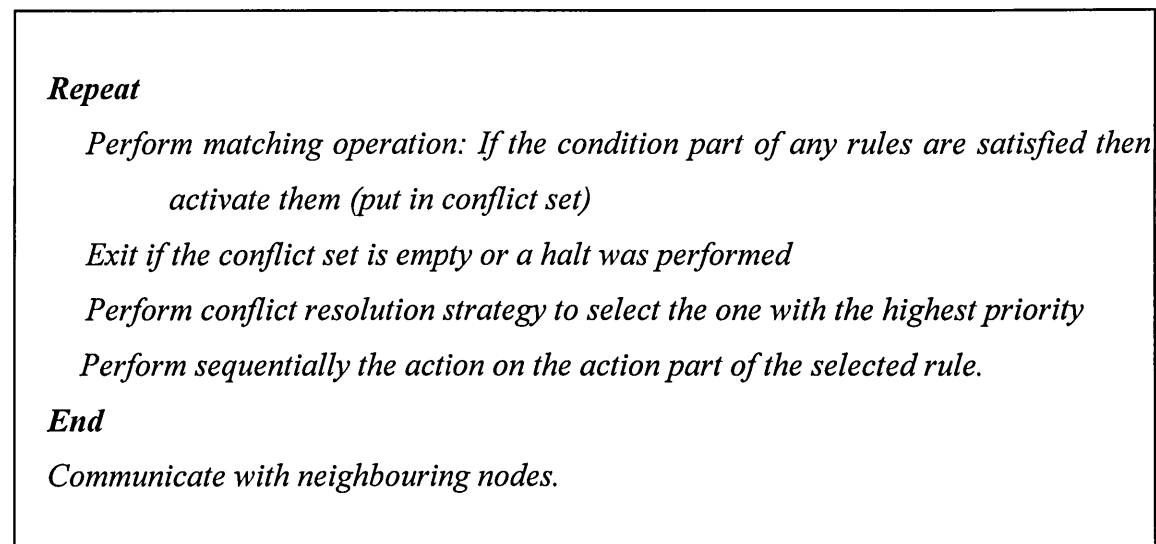 Repeat
Perform matching operation: If the condition part of any rules are satisfied then
activate them (put in conflict set)
Exit if the conflict set is empty or a halt was performed
Perform conflict resolution strategy to select the one with the highest priority
Perform sequentially the action on the action part of the selected rule.
End
Communicate with neighbouring nodes.